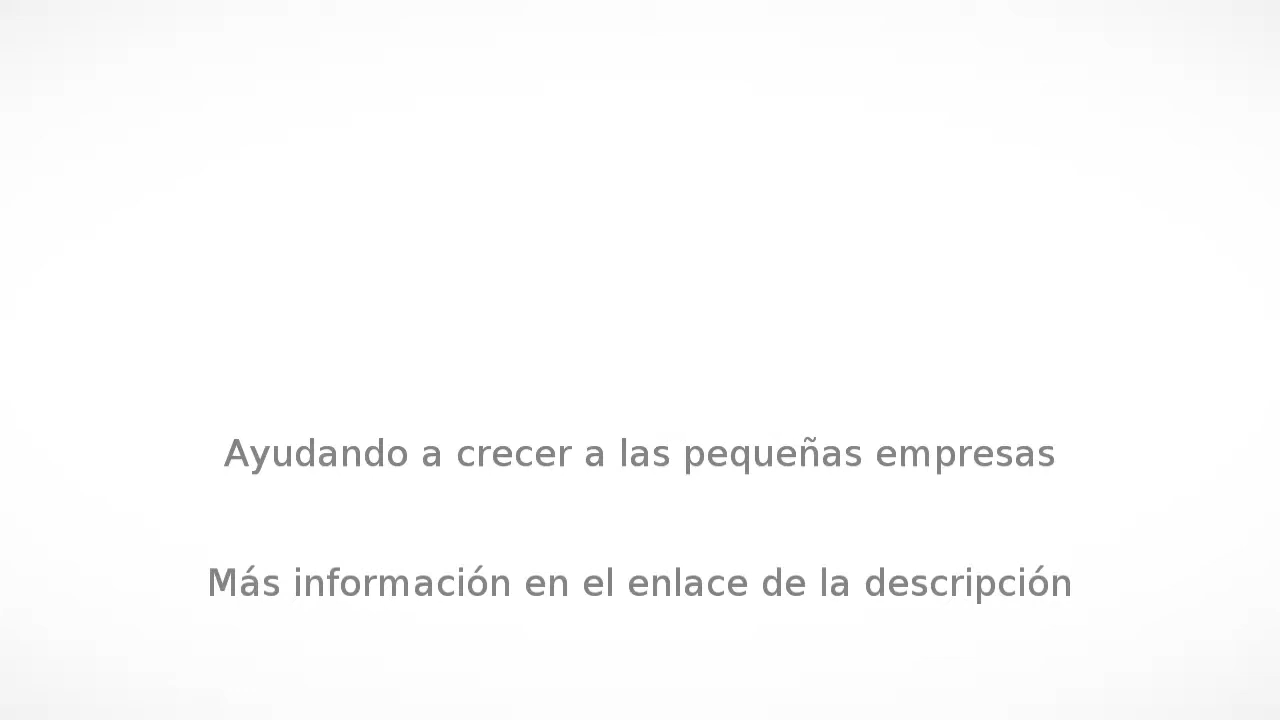 Ayudando a crecer a las pequeñas empresas
Más información en el enlace de la descripción